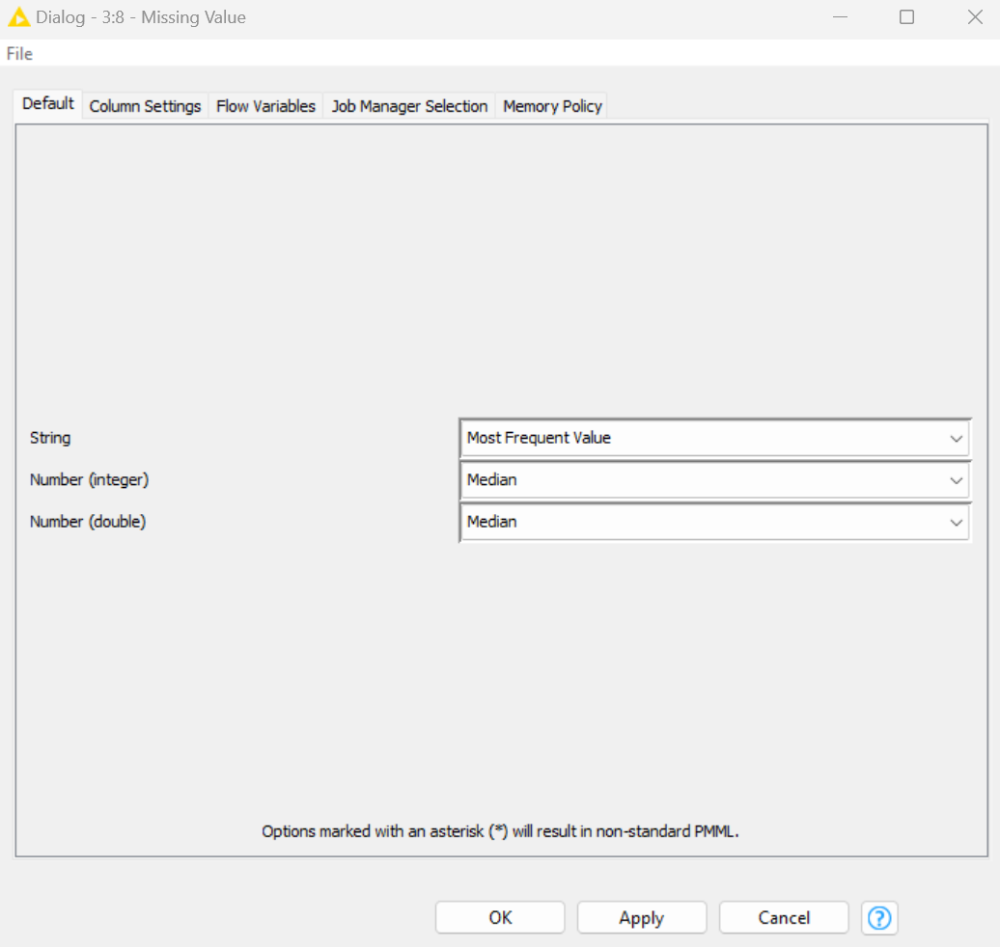 Dialog - 3:8 - Missing Value
File
Default Column Settings Flow Variables Job Manager Selection Memory Policy
String Most Frequent Value
Number (integer) Median
Number (double) Median
Options marked with an asterisk (*) will result in non-standard PMML.
OK Apply Cancel ?